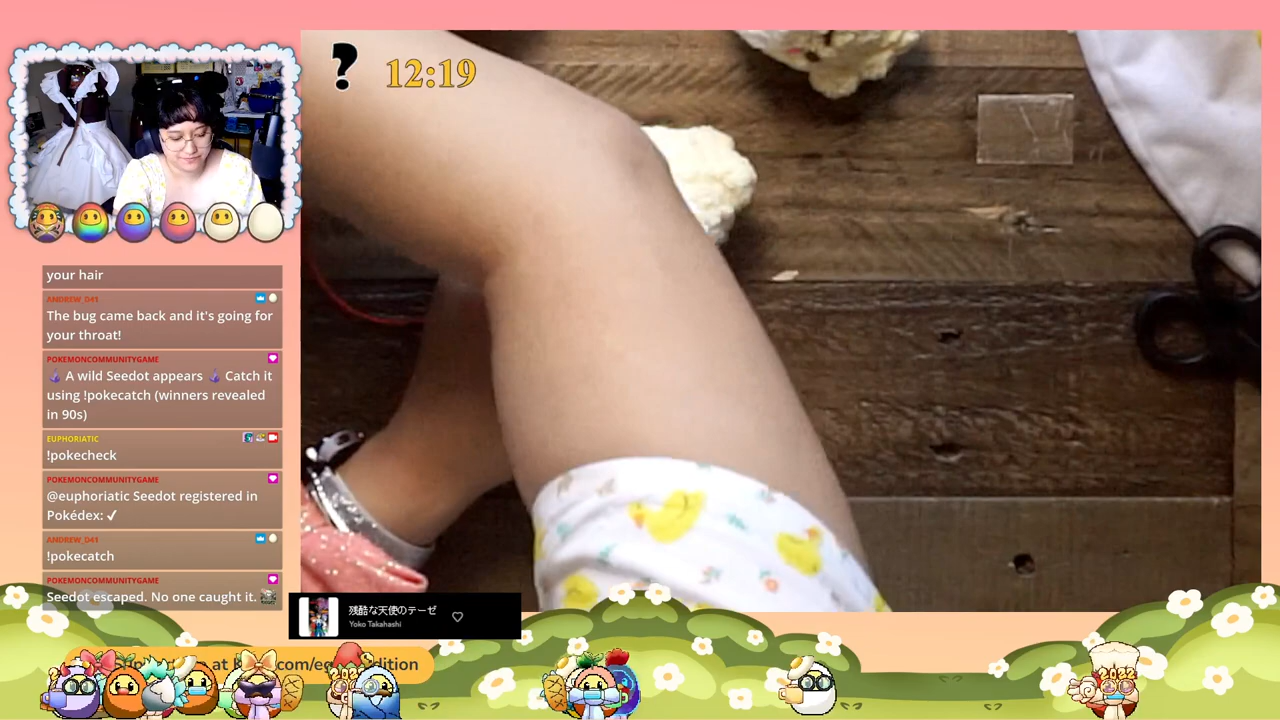 ? 12:19
your hair
ANDREW_D41
The bug came back and it's going for
your throat!
POKEMONCOMMUNITYGAME
A wild Seedot appears Catch it
using !pokecatch (winners revealed
in 90s)
EUPHORIATIC
!pokecheck
POKEMONCOMMUNITYGAME
@euphoriatic Seedot registered in
Pokédex: ✓
ANDREW_D41
!pokecatch
POKEMONCOMMUNITYGAME
Seedot escaped. No one caught it.
残酷な天使のテーゼ
Yoko Takahashi
at
dition
2022